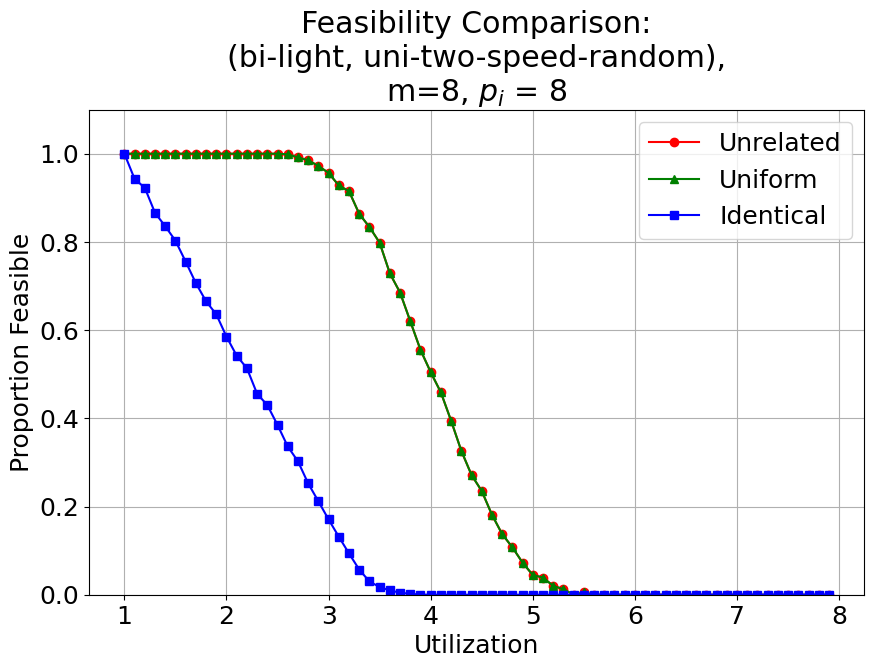 Feasibility Comparison:
(bi-light, uni-two-speed-random),
m=8, $p_i$ = 8
Unrelated
Uniform
Identical
Proportion Feasible
1.0
0.8
0.6
0.4
0.2
0.0
1 2 3 4 5 6 7 8
Utilization